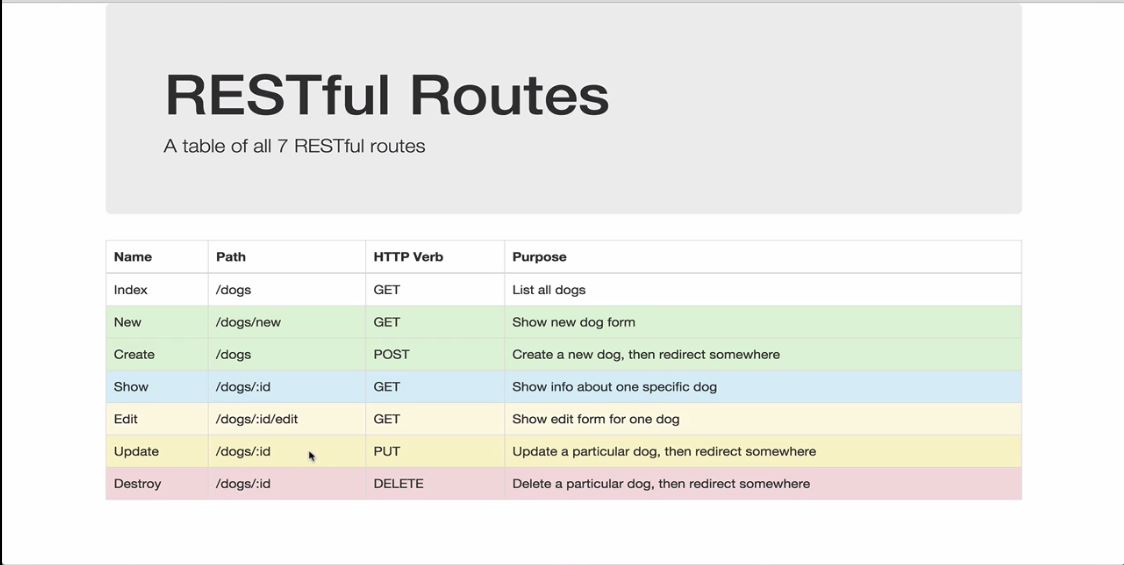 RESTful Routes
A table of all 7 RESTful routes
Name Path HTTP Verb Purpose
Index /dogs GET List all dogs
New /dogs/new GET Show new dog form
Create /dogs POST Create a new dog, then redirect somewhere
Show /dogs/:id GET Show info about one specific dog
Edit /dogs/:id/edit GET Show edit form for one dog
Update /dogs/:id PUT Update a particular dog, then redirect somewhere
Destroy /dogs/:id DELETE Delete a particular dog, then redirect somewhere